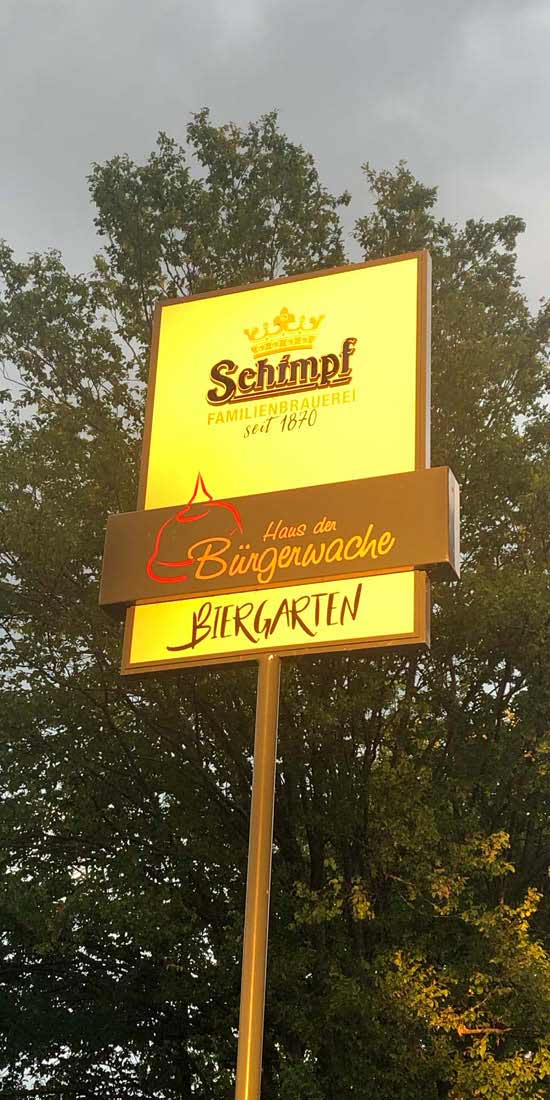 Schimpf
FAMILIENBRAUEREI
seit 1870
Haus der
Bürgerwache
BIERGARTEN